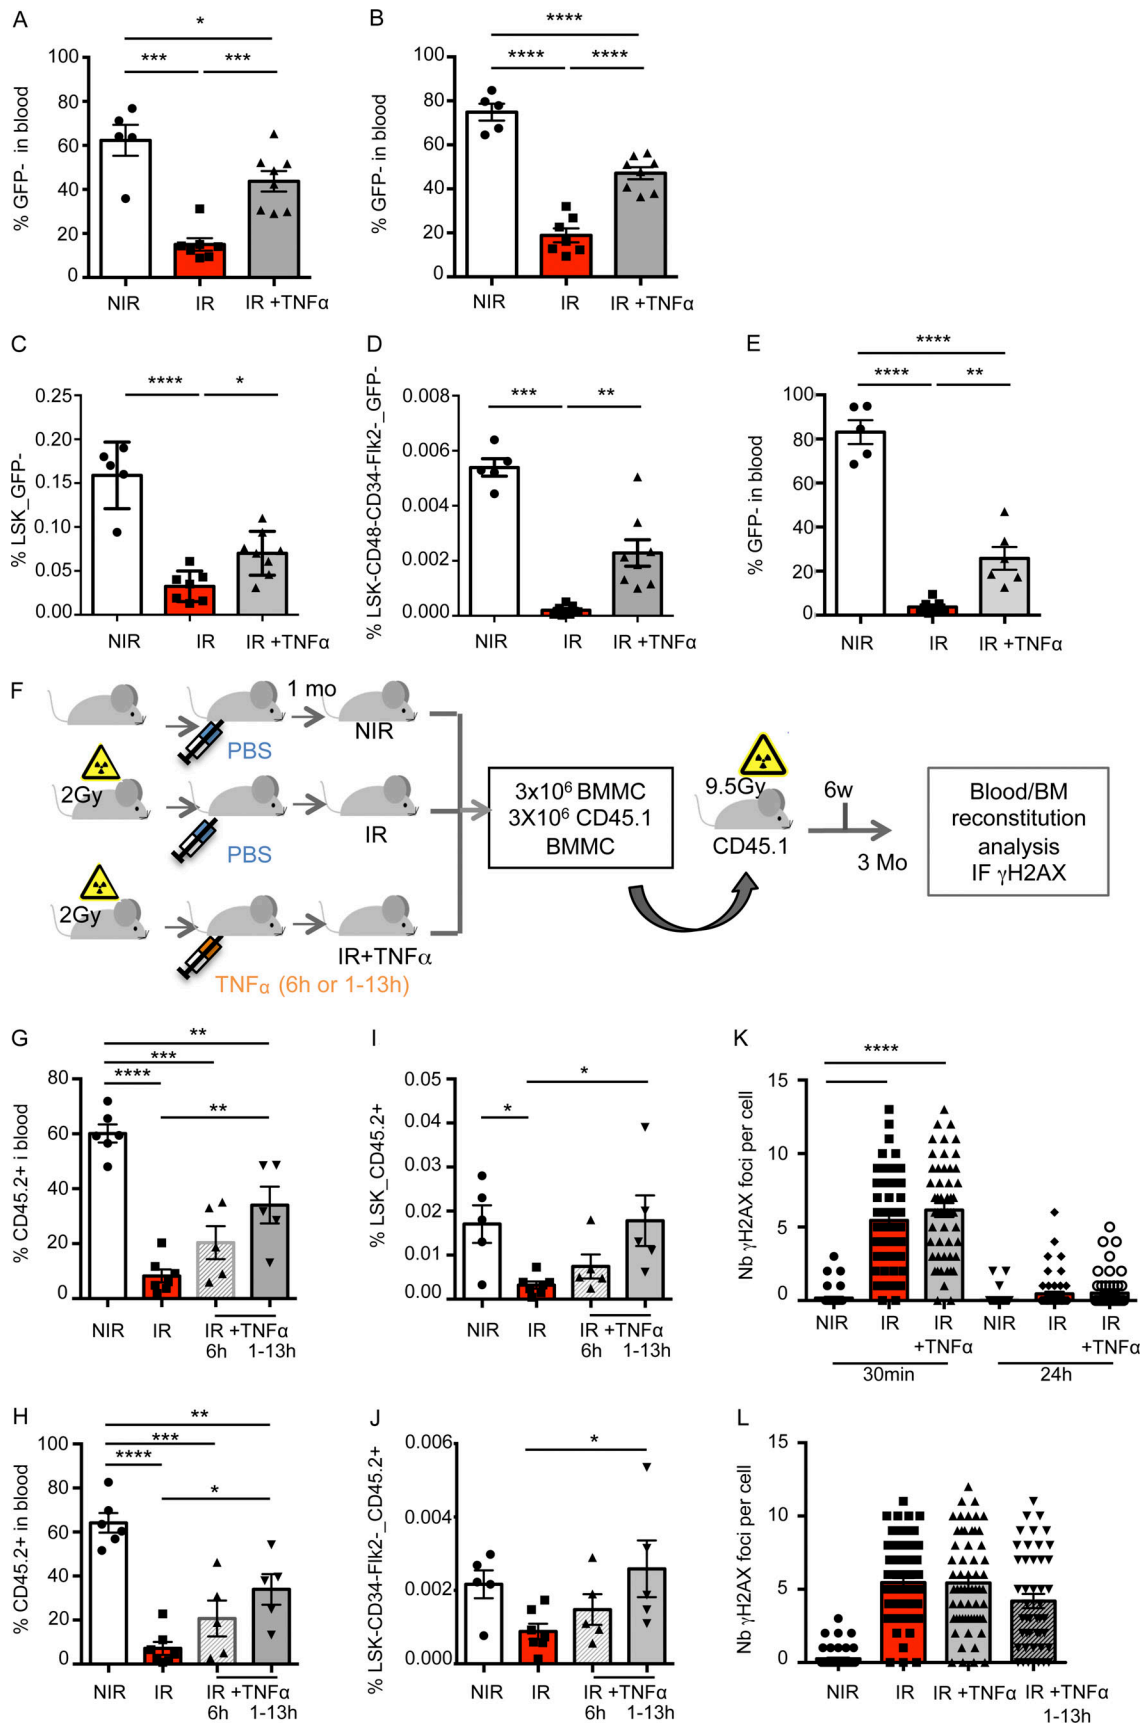 A
*
***
***
% GFP- in blood
100
80
60
40
20
0
NIR
IR
IR +TNFα
B
****
****
****
% GFP- in blood
100
80
60
40
20
0
NIR
IR
IR +TNFα
C
****
*
% LSK_GFP-
0.25
0.20
0.15
0.10
0.05
0.00
NIR
IR
IR +TNFα
D
***
**
% LSK-CD48-CD34-Flk2-_GFP-
0.008
0.006
0.004
0.002
0.000
NIR
IR
IR +TNFα
E
****
****
**
% GFP- in blood
100
80
60
40
20
0
NIR
IR
IR +TNFα
F
1 mo
NIR
PBS
2Gy
IR
PBS
2Gy
IR+TNFα
TNFα (6h or 1-13h)
3x10⁶ BMMC
3X10⁶ CD45.1
BMMC
9.5Gy
CD45.1
6w
3 Mo
Blood/BM
reconstitution
analysis
IF γH2AX
G
**
***
****
**
% CD45.2+ i blood
80
60
40
20
0
NIR
IR
IR +TNFα
6h
1-13h
I
*
*
% LSK_CD45.2+
0.05
0.04
0.03
0.02
0.01
0.00
NIR
IR
IR +TNFα
6h
1-13h
K
****
Nb γH2AX foci per cell
15
10
5
0
NIR
IR
IR
+TNFα
NIR
IR
IR
+TNFα
30min
24h
H
**
***
****
*
% CD45.2+ in blood
100
80
60
40
20
0
NIR
IR
IR +TNFα
6h
1-13h
J
*
% LSK-CD34-Flk2-_CD45.2+
0.006
0.004
0.002
0.000
NIR
IR
IR +TNFα
6h
1-13h
L
Nb γH2AX foci per cell
15
10
5
0
NIR
IR
IR +TNFα
IR +TNFα
1-13h